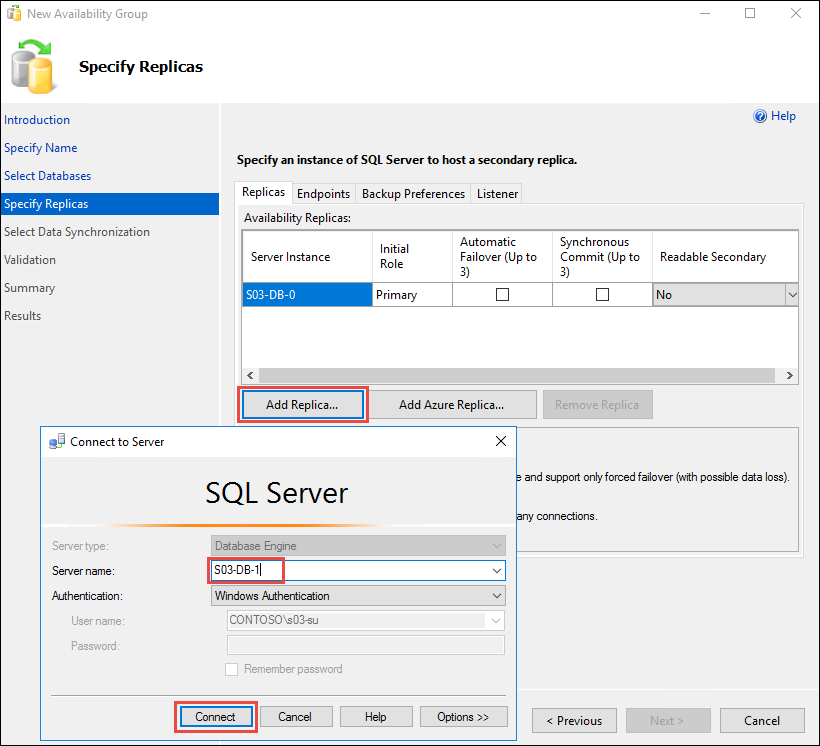 New Availability Group
Specify Replicas
Help
Introduction
Specify Name
Select Databases
Specify Replicas
Select Data Synchronization
Validation
Summary
Results
Specify an instance of SQL Server to host a secondary replica.
Replicas Endpoints Backup Preferences Listener
Availability Replicas:
Server Instance
Initial
Role
Automatic
Failover (Up to
3)
Synchronous
Commit (Up to
3)
Readable Secondary
S03-DB-0 Primary No
Add Replica... Add Azure Replica... Remove Replica
e and support only forced failover (with possible data loss).
any connections.
Connect to Server
SQL Server
Server type: Database Engine
Server name: S03-DB-1
Authentication: Windows Authentication
User name: CONTOSO\s03-su
Password:
Remember password
Connect Cancel Help Options >>
< Previous Next > Cancel